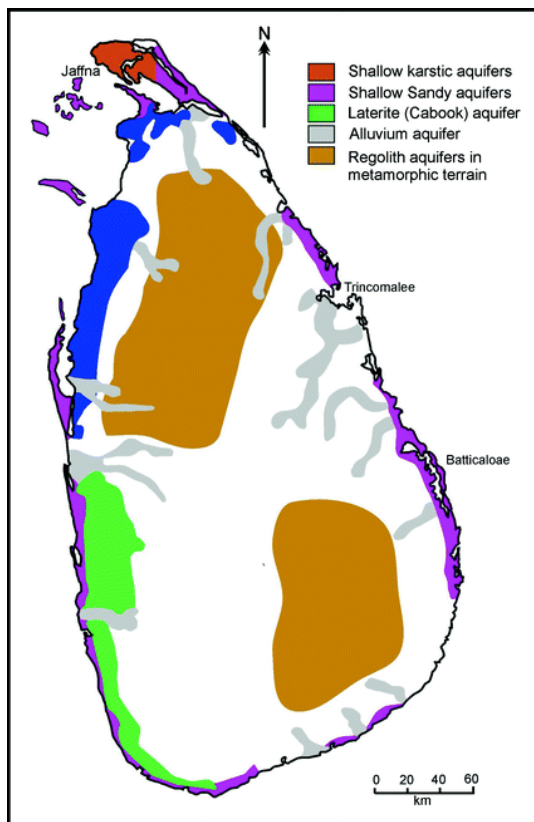 N
Jaffna
Shallow karstic aquifers
Shallow Sandy aquifers
Laterite (Cabook) aquifer
Alluvium aquifer
Regolith aquifers in
metamorphic terrain
Trincomalee
Batticaloae
0 20 40 60
km